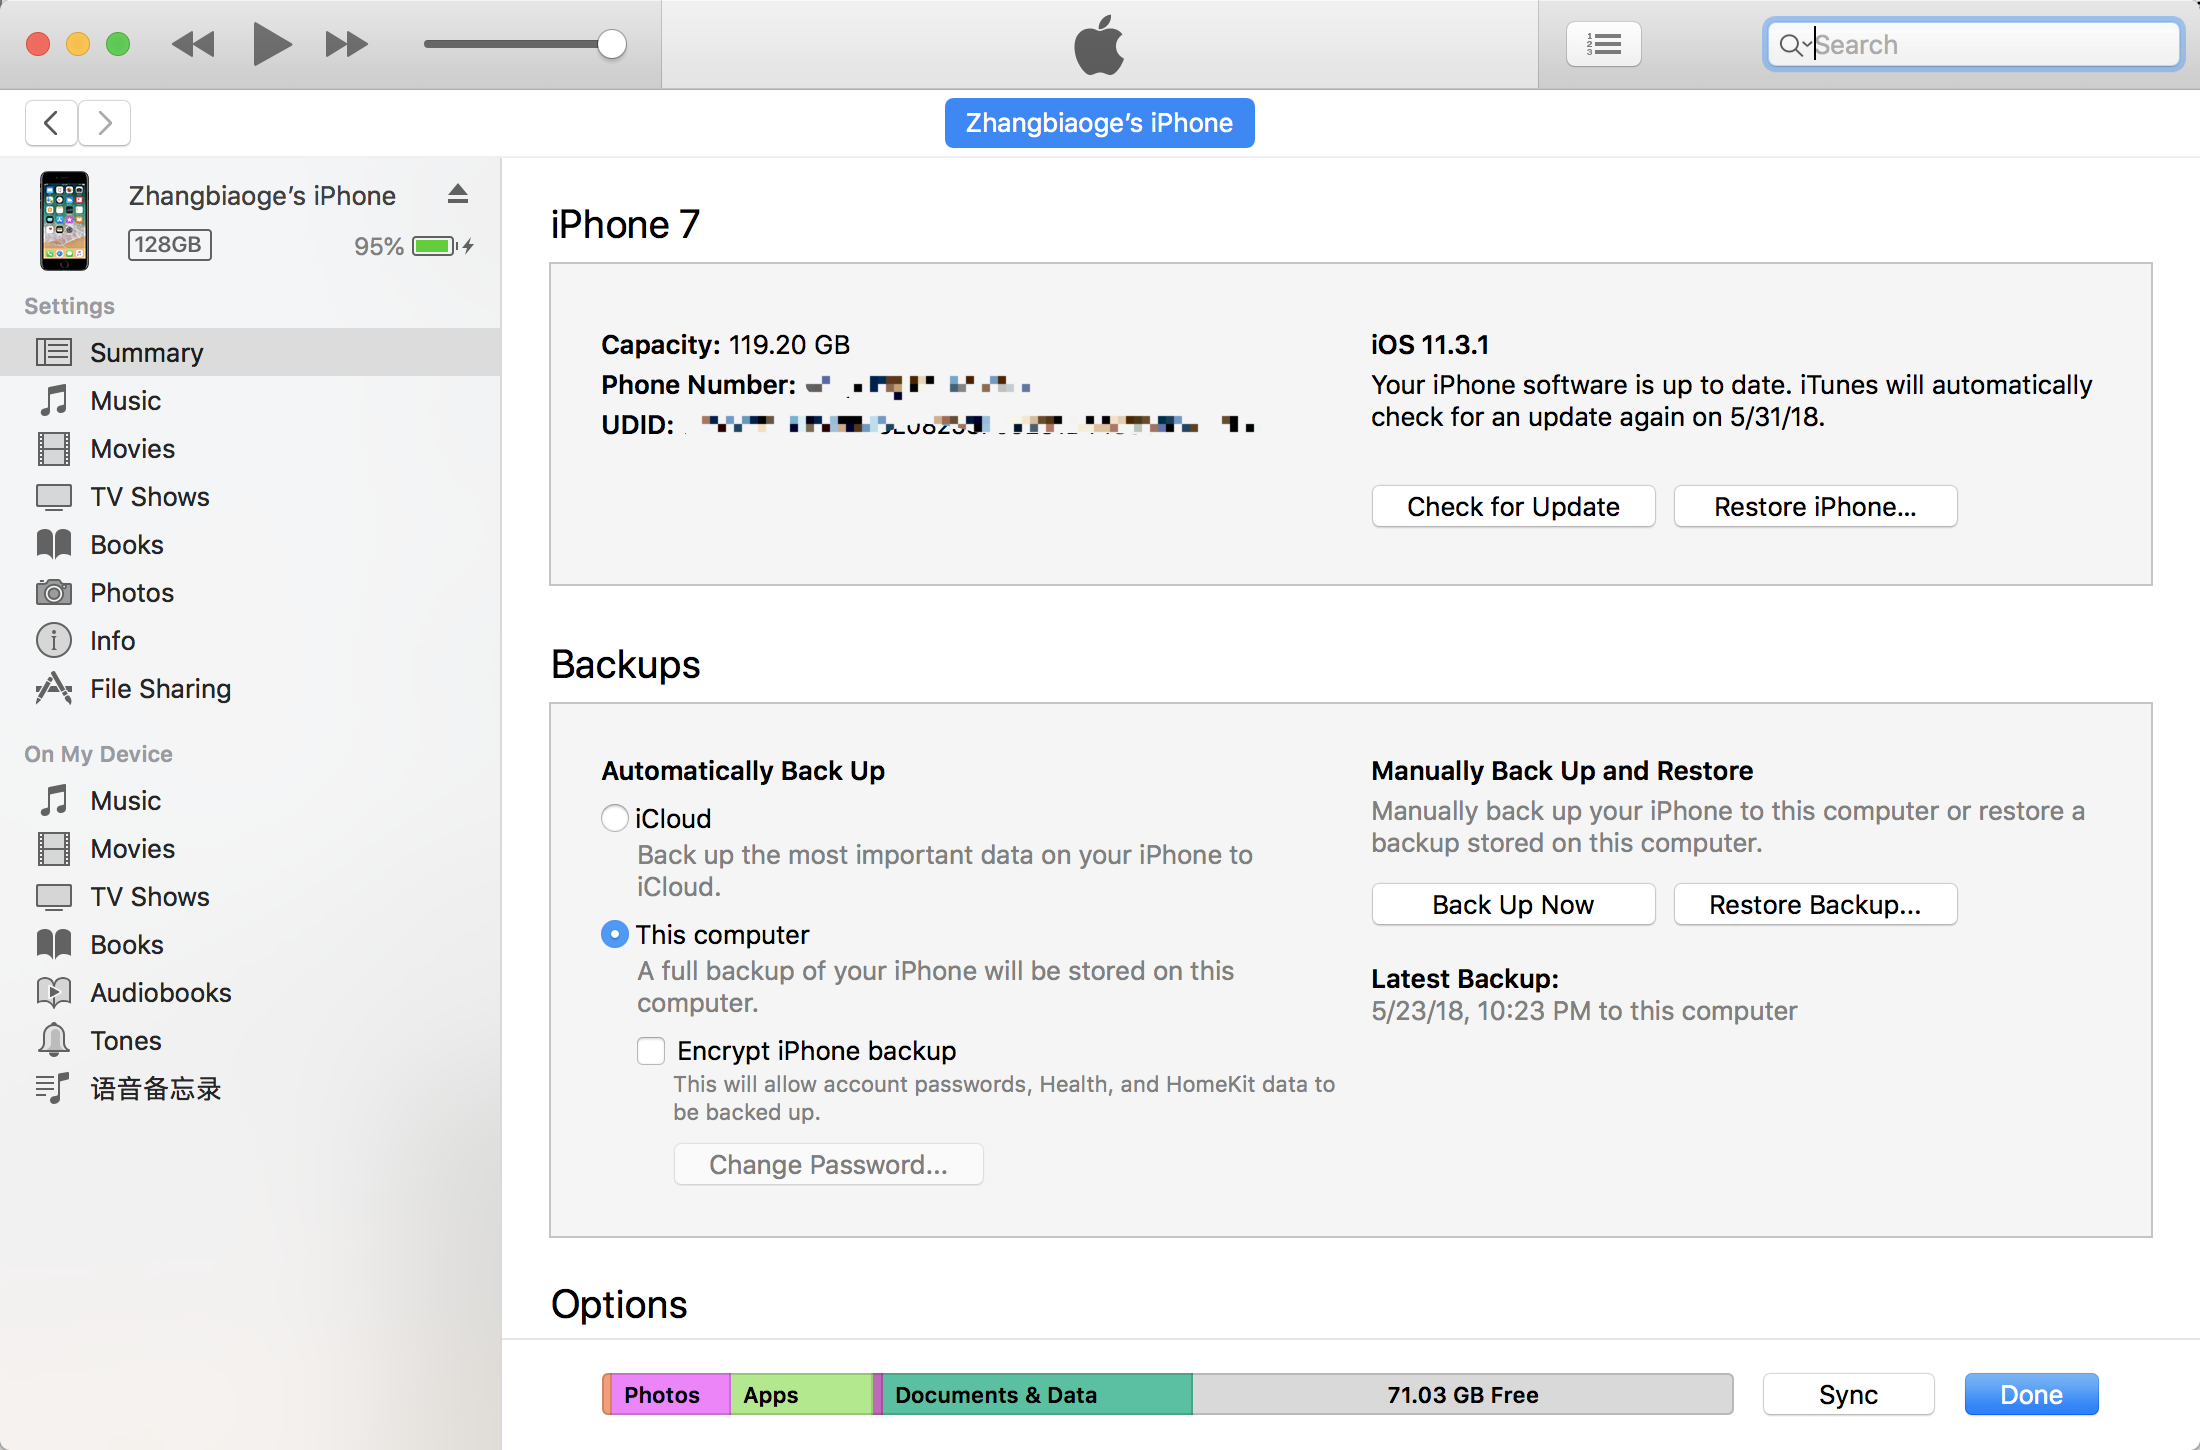 Search
Zhangbiaoge's iPhone
Zhangbiaoge's iPhone
128GB
95%
Settings
Summary
Music
Movies
TV Shows
Books
Photos
Info
File Sharing
On My Device
Music
Movies
TV Shows
Books
Audiobooks
Tones
语音备忘录
iPhone 7
Capacity: 119.20 GB
Phone Number:
UDID:
iOS 11.3.1
Your iPhone software is up to date. iTunes will automatically
check for an update again on 5/31/18.
Check for Update
Restore iPhone...
Backups
Automatically Back Up
iCloud
Back up the most important data on your iPhone to
iCloud.
This computer
A full backup of your iPhone will be stored on this
computer.
Encrypt iPhone backup
This will allow account passwords, Health, and HomeKit data to
be backed up.
Change Password...
Manually Back Up and Restore
Manually back up your iPhone to this computer or restore a
backup stored on this computer.
Back Up Now
Restore Backup...
Latest Backup:
5/23/18, 10:23 PM to this computer
Options
Photos
Apps
Documents & Data
71.03 GB Free
Sync
Done